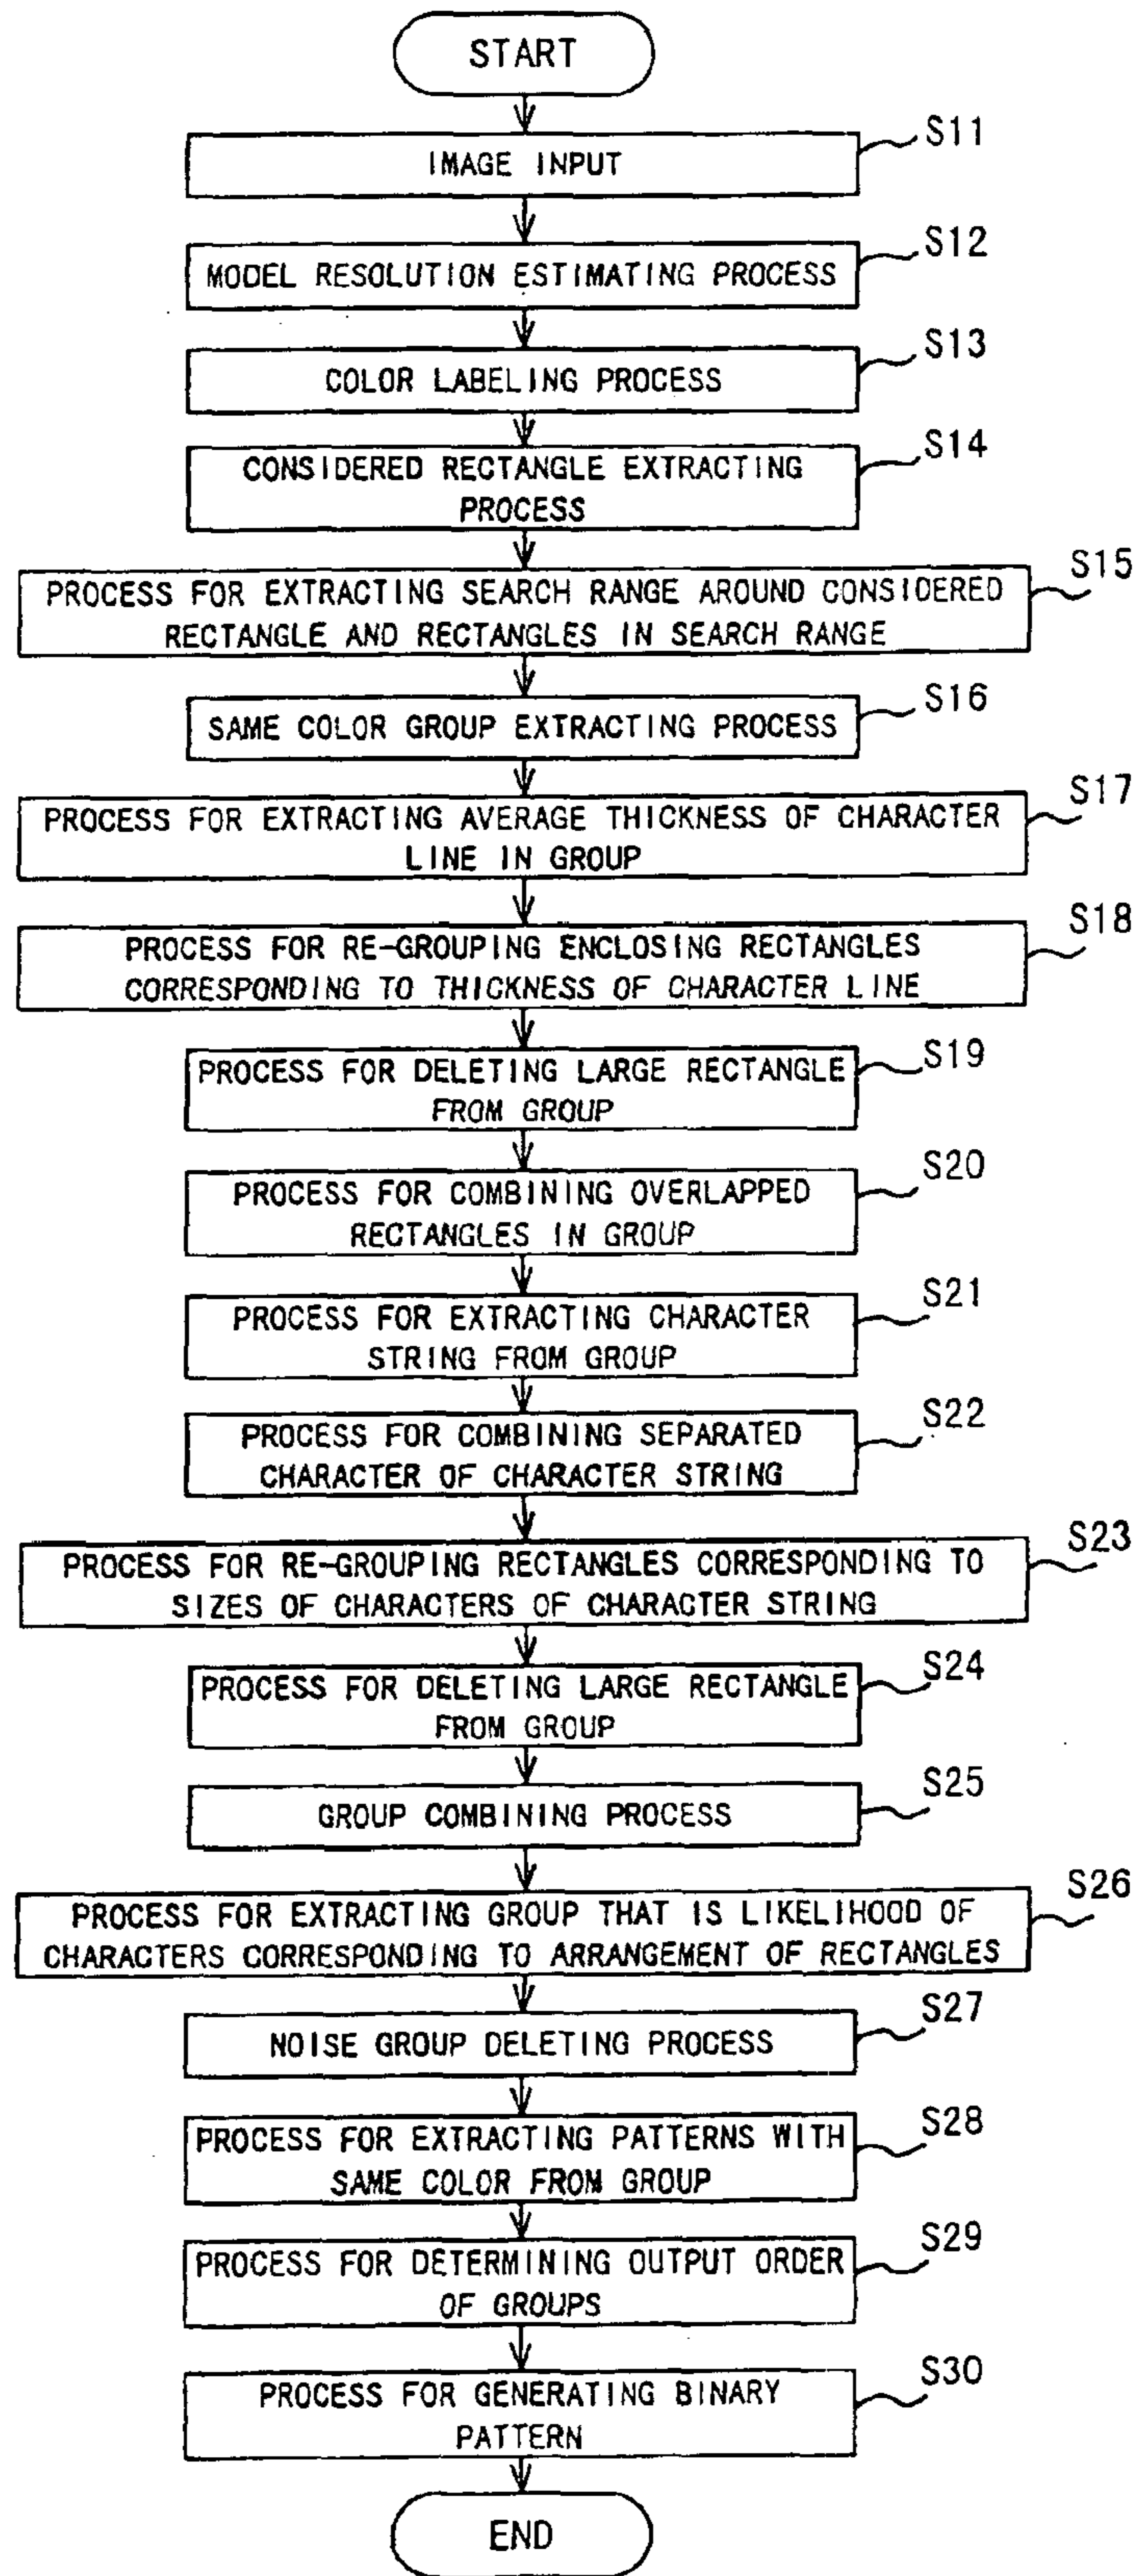 START
S11
IMAGE INPUT
S12
MODEL RESOLUTION ESTIMATING PROCESS
S13
COLOR LABELING PROCESS
S14
CONSIDERED RECTANGLE EXTRACTING
PROCESS
S15
PROCESS FOR EXTRACTING SEARCH RANGE AROUND CONSIDERED
RECTANGLE AND RECTANGLES IN SEARCH RANGE
S16
SAME COLOR GROUP EXTRACTING PROCESS
S17
PROCESS FOR EXTRACTING AVERAGE THICKNESS OF CHARACTER
LINE IN GROUP
S18
PROCESS FOR RE-GROUPING ENCLOSING RECTANGLES
CORRESPONDING TO THICKNESS OF CHARACTER LINE
S19
PROCESS FOR DELETING LARGE RECTANGLE
FROM GROUP
S20
PROCESS FOR COMBINING OVERLAPPED
RECTANGLES IN GROUP
S21
PROCESS FOR EXTRACTING CHARACTER
STRING FROM GROUP
S22
PROCESS FOR COMBINING SEPARATED
CHARACTER OF CHARACTER STRING
S23
PROCESS FOR RE-GROUPING RECTANGLES CORRESPONDING TO
SIZES OF CHARACTERS OF CHARACTER STRING
S24
PROCESS FOR DELETING LARGE RECTANGLE
FROM GROUP
S25
GROUP COMBINING PROCESS
S26
PROCESS FOR EXTRACTING GROUP THAT IS LIKELIHOOD OF
CHARACTERS CORRESPONDING TO ARRANGEMENT OF RECTANGLES
S27
NOISE GROUP DELETING PROCESS
S28
PROCESS FOR EXTRACTING PATTERNS WITH
SAME COLOR FROM GROUP
S29
PROCESS FOR DETERMINING OUTPUT ORDER
OF GROUPS
S30
PROCESS FOR GENERATING BINARY
PATTERN
END